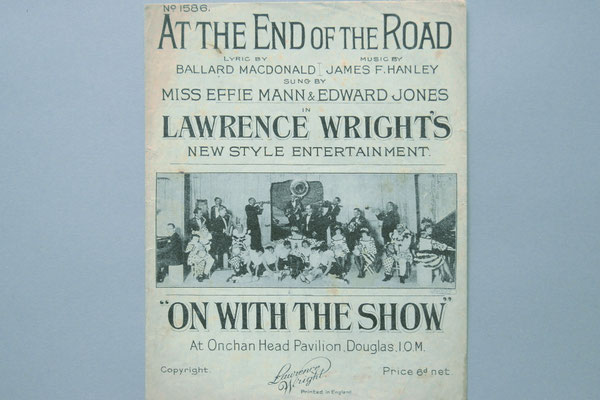 No 1586.
AT THE END OF THE ROAD
LYRIC BY MUSIC BY
BALLARD MACDONALD JAMES F. HANLEY
SUNG BY
MISS EFFIE MANN & EDWARD JONES
IN
LAWRENCE WRIGHT'S
NEW STYLE ENTERTAINMENT.
"ON WITH THE SHOW"
At Onchan Head Pavilion, Douglas, I.O.M.
Copyright. Lawrence Wright. Price 6d net
Printed in England